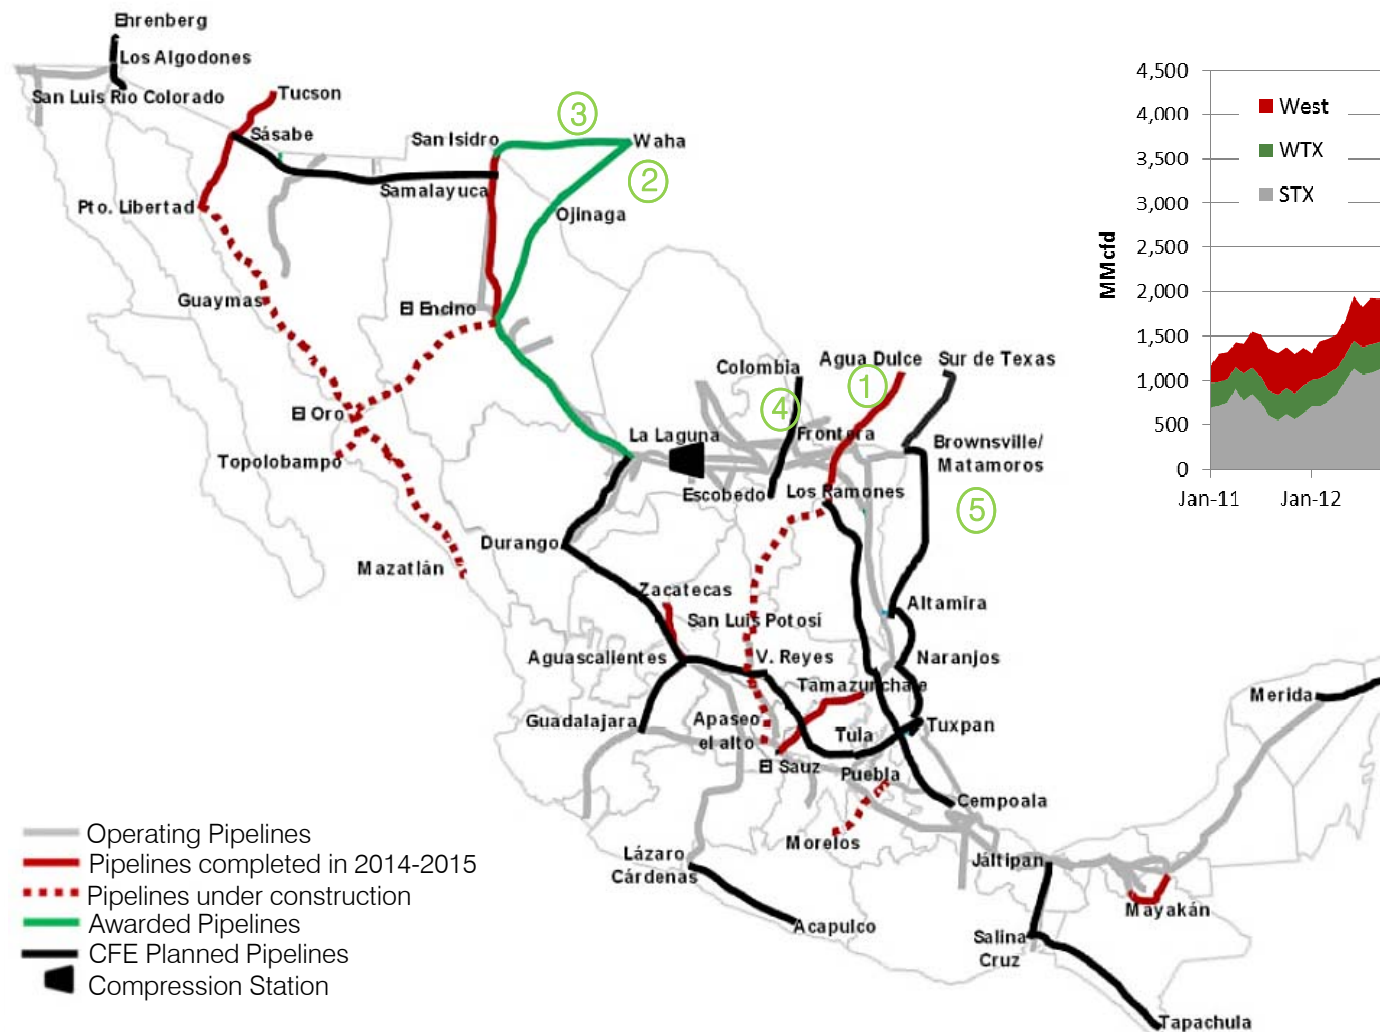 Ehrenberg
Los Algodones
San Luis Rio Colorado
Tucson
Sásabe
San Isidro
3
Waha
2
Samalayuca
Pto. Libertad
Ojinaga
Guaymas
El Encino
Colombia
Agua Dulce
Sur de Texas
1
4
El Oro
La Laguna
Frontera
Brownsville/
Matamoros
Topolobampo
Escobedo
Los Ramones
5
Durango
Mazatlán
Zacatecas
San Luis Potosí
Altamira
Aguascalientes
V. Reyes
Naranjos
Tamazunchale
Guadalajara
Apaseo
el alto
Tula
Tuxpan
El Sauz
Puebla
Cempoala
Morelos
Lázaro
Cárdenas
Acapulco
Jáltipan
Salina
Cruz
Mayakán
Merida
Tapachula
Operating Pipelines
Pipelines completed in 2014-2015
Pipelines under construction
Awarded Pipelines
CFE Planned Pipelines
Compression Station
MMcfd
4,500
4,000
3,500
3,000
2,500
2,000
1,500
1,000
500
0
West
WTX
STX
Jan-11
Jan-12